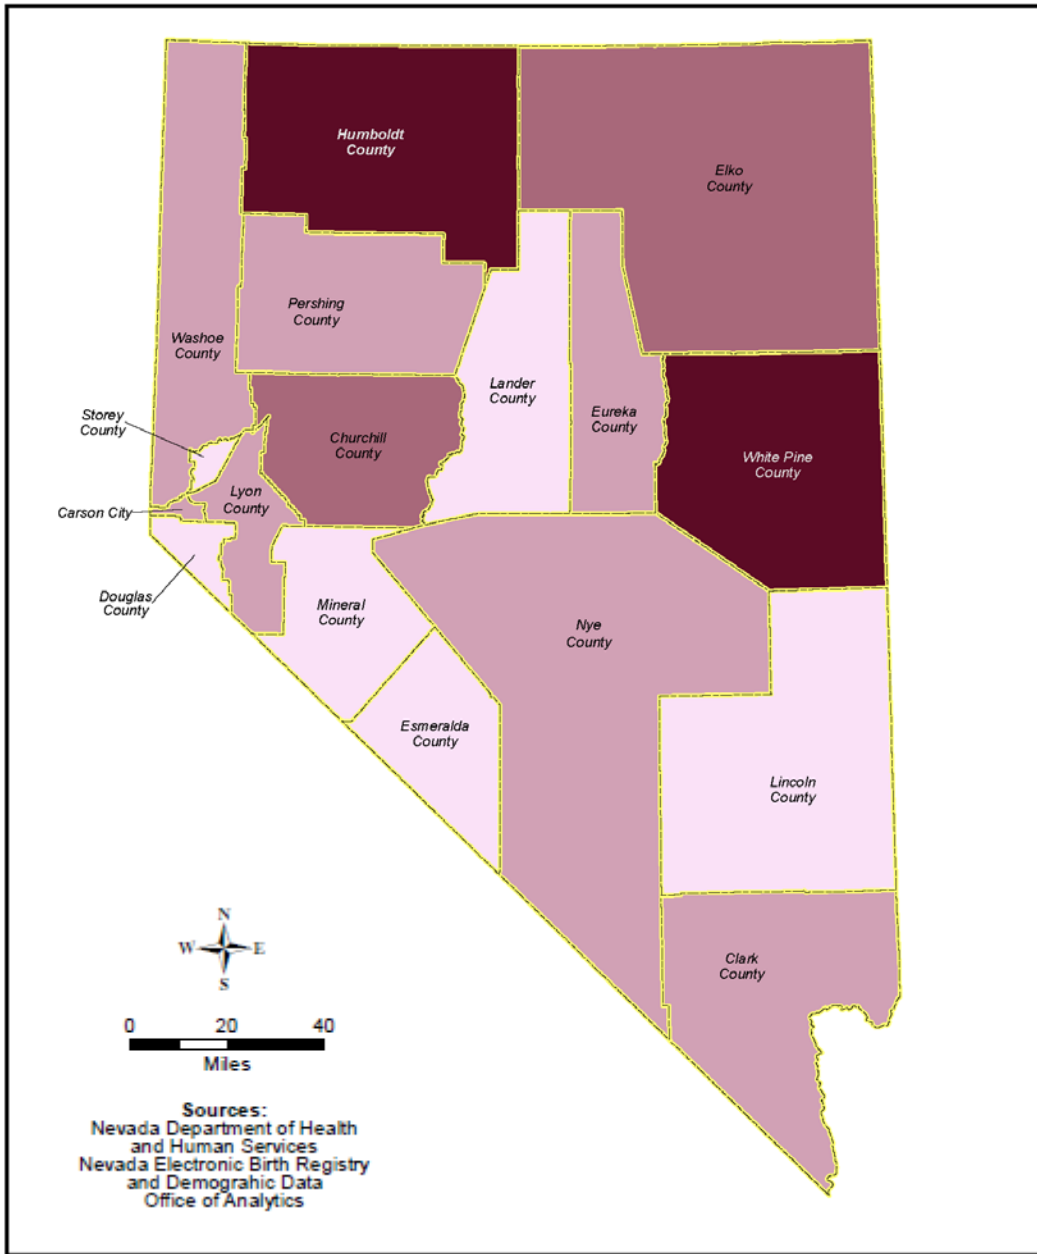 Humboldt
County
Elko
County
Pershing
County
Washoe
County
Lander
County
Storey
County
Eureka
County
Churchill
County
White Pine
County
Lyon
County
Carson City
Douglas
County
Mineral
County
Nye
County
Esmeralda
County
Lincoln
County
Clark
County
N
W
E
S
0
20
40
Miles
Sources:
Nevada Department of Health
and Human Services
Nevada Electronic Birth Registry
and Demograhic Data
Office of Analytics